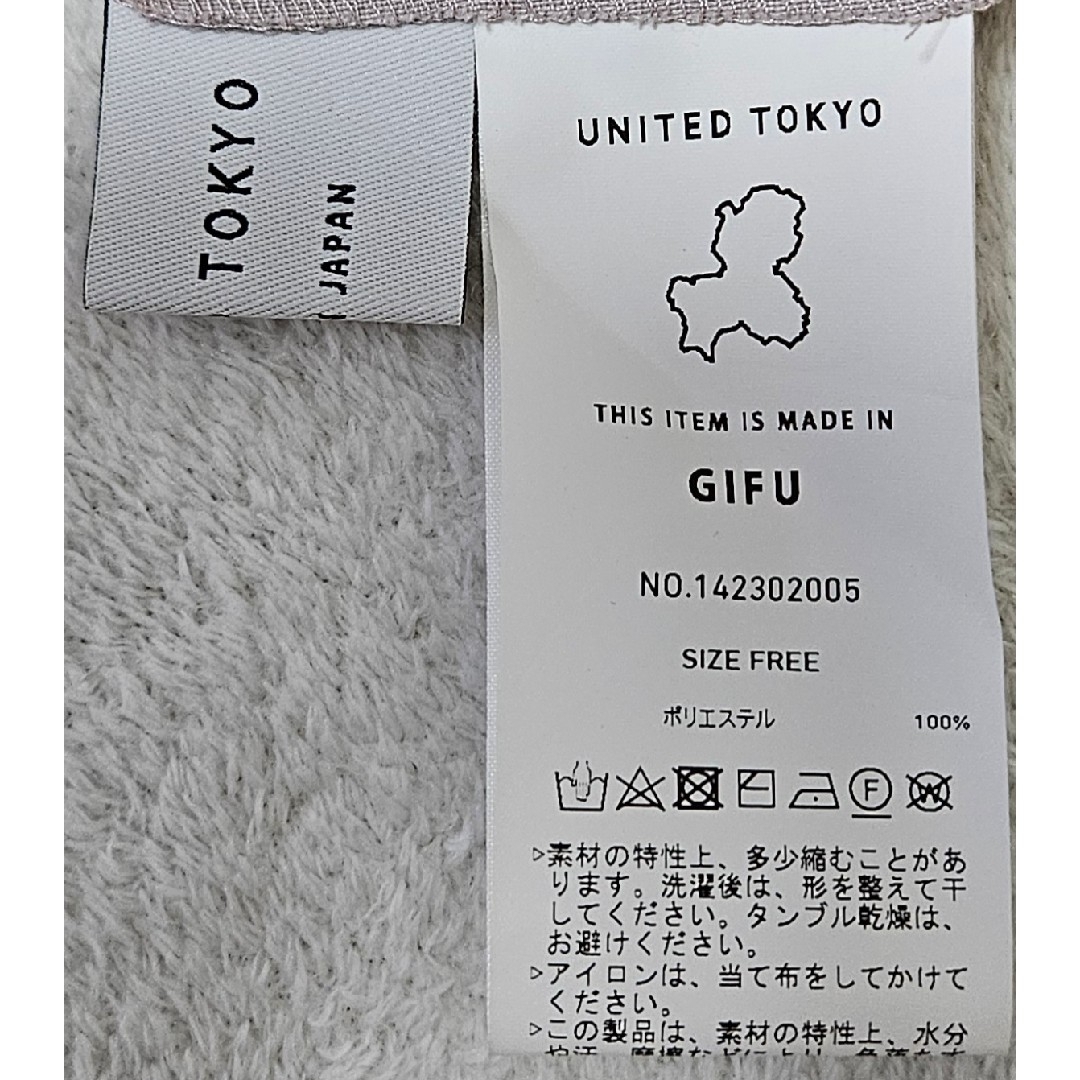 TOKYO
JAPAN
UNITED TOKYO
THIS ITEM IS MADE IN
GIFU
NO.142302005
SIZE FREE
ポリエステル 100%
F
W
▷素材の特性上、多少縮むことがあ
ります。洗濯後は、形を整えて干
してください。タンブル乾燥は、
お避けください。
▷アイロンは、当て布をしてかけて
ください。
▷この製品は、素材の特性上、水分